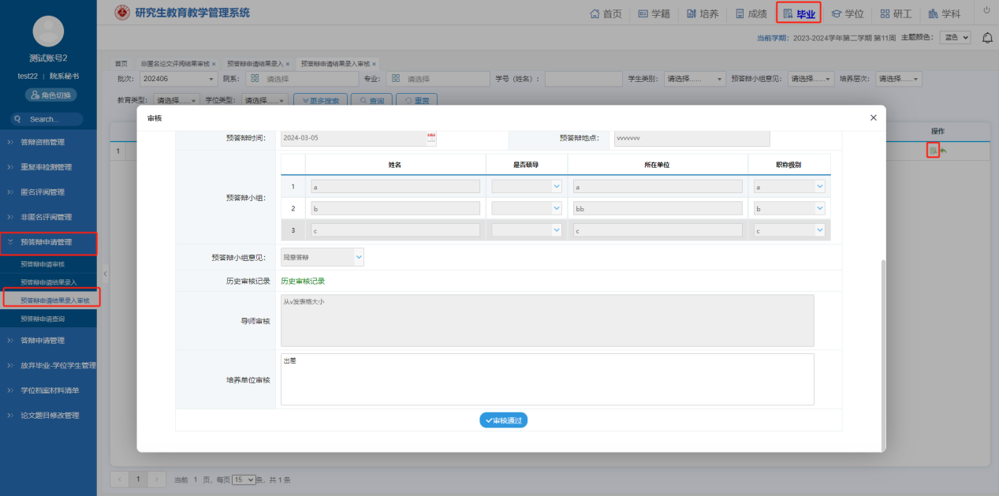 研究生教育教学管理系统
首页 学籍 培养 成绩 毕业 学位 研工 学科
当前学期: 2023-2024学年第二学期 第11周 主题颜色: 蓝色
测试账号2
test22 | 院系秘书
角色切换
Search...
答辩资格管理
重复率检测管理
匿名评阅管理
非匿名评阅管理
预答辩申请管理
预答辩申请审核
预答辩申请结果录入
预答辩申请结果录入审核
预答辩申请查询
答辩申请管理
放弃毕业-学位学生管理
学位档案材料清单
论文题目修改管理
首页 非匿名论文评阅结果审核 × 预答辩申请结果录入 × 预答辩申请结果录入审核 ×
批次: 202406 院系: 请选择 专业: 请选择 学号（姓名）: 学生类别: 请选择...... 预答辩小组意见: 请选择...... 培养层次: 请选择......
教育类型: 请选择...... 学位类型: 请选择...... 更多搜索 查询 重置
操作
1
审核 ×
预答辩时间: 2024-03-05 预答辩地点: vvvvvvv
预答辩小组:
姓名 是否硕导 所在单位 职称级别
1 a a a
2 b bb b
3 c c c
预答辩小组意见: 同意答辩
历史审核记录 历史审核记录
导师审核 从v发表格大小
培养单位审核 出差
审核通过
1 当前 1 页, 每页 15 条, 共 1 条